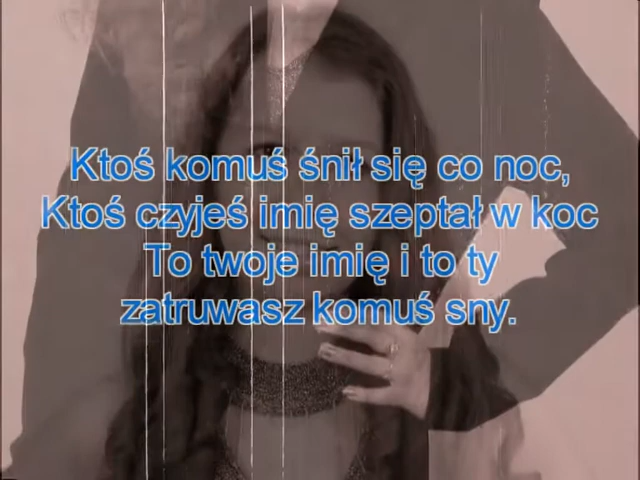 Ktoś komuś śnił się co noc,
Ktoś czyjeś imię szeptał w koc
To twoje imię i to ty
zatruwasz komuś sny.